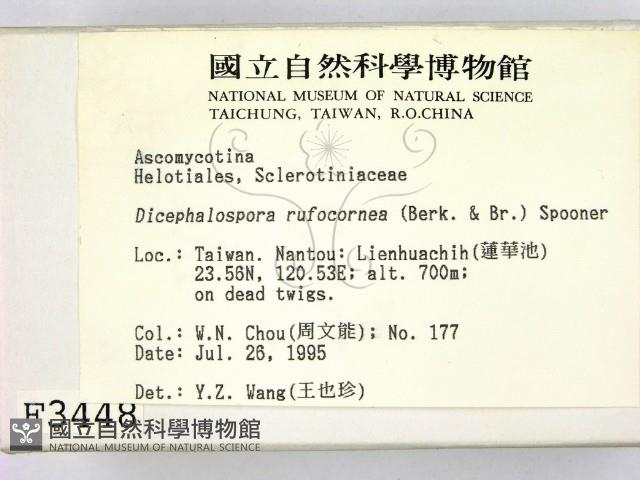 國立自然科學博物館
NATIONAL MUSEUM OF NATURAL SCIENCE
TAICHUNG, TAIWAN, R.O.CHINA
Ascomycotina
Helotiales, Sclerotiniaceae
Dicephalospora rufocornea (Berk. & Br.) Spooner
Loc.: Taiwan. Nantou: Lienhuachih(蓮華池)
23.56N, 120.53E; alt. 700m;
on dead twigs.
Col.: W.N. Chou(周文能); No. 177
Date: Jul. 26, 1995
Det.: Y.Z. Wang(王也珍)
F3448
國立自然科學博物館
NATIONAL MUSEUM OF NATURAL SCIENCE